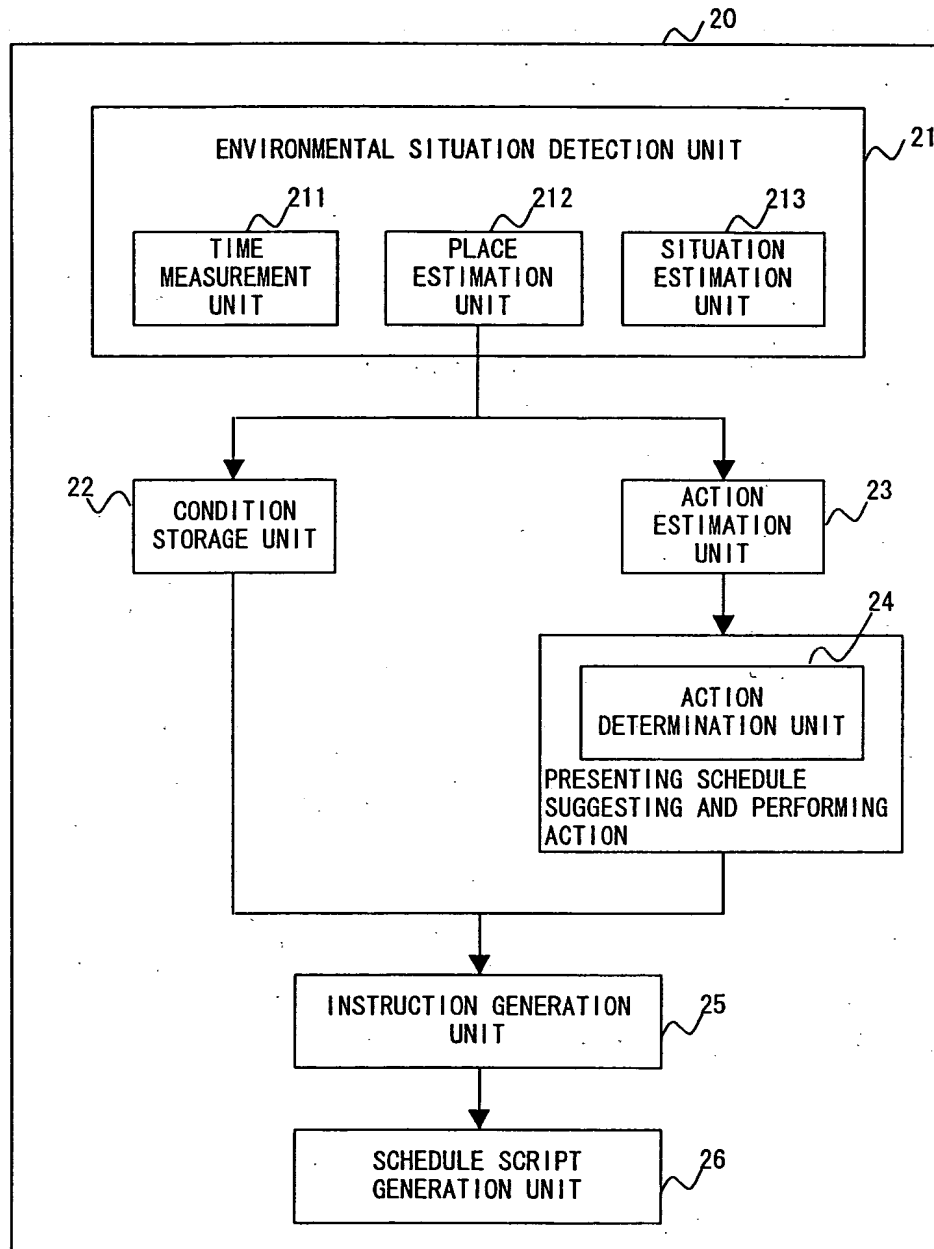 20
ENVIRONMENTAL SITUATION DETECTION UNIT
21
211
212
213
TIME
MEASUREMENT
UNIT
PLACE
ESTIMATION
UNIT
SITUATION
ESTIMATION
UNIT
22
CONDITION
STORAGE UNIT
ACTION
ESTIMATION
UNIT
23
24
ACTION
DETERMINATION UNIT
PRESENTING SCHEDULE
SUGGESTING AND PERFORMING
ACTION
INSTRUCTION GENERATION
UNIT
25
SCHEDULE SCRIPT
GENERATION UNIT
26